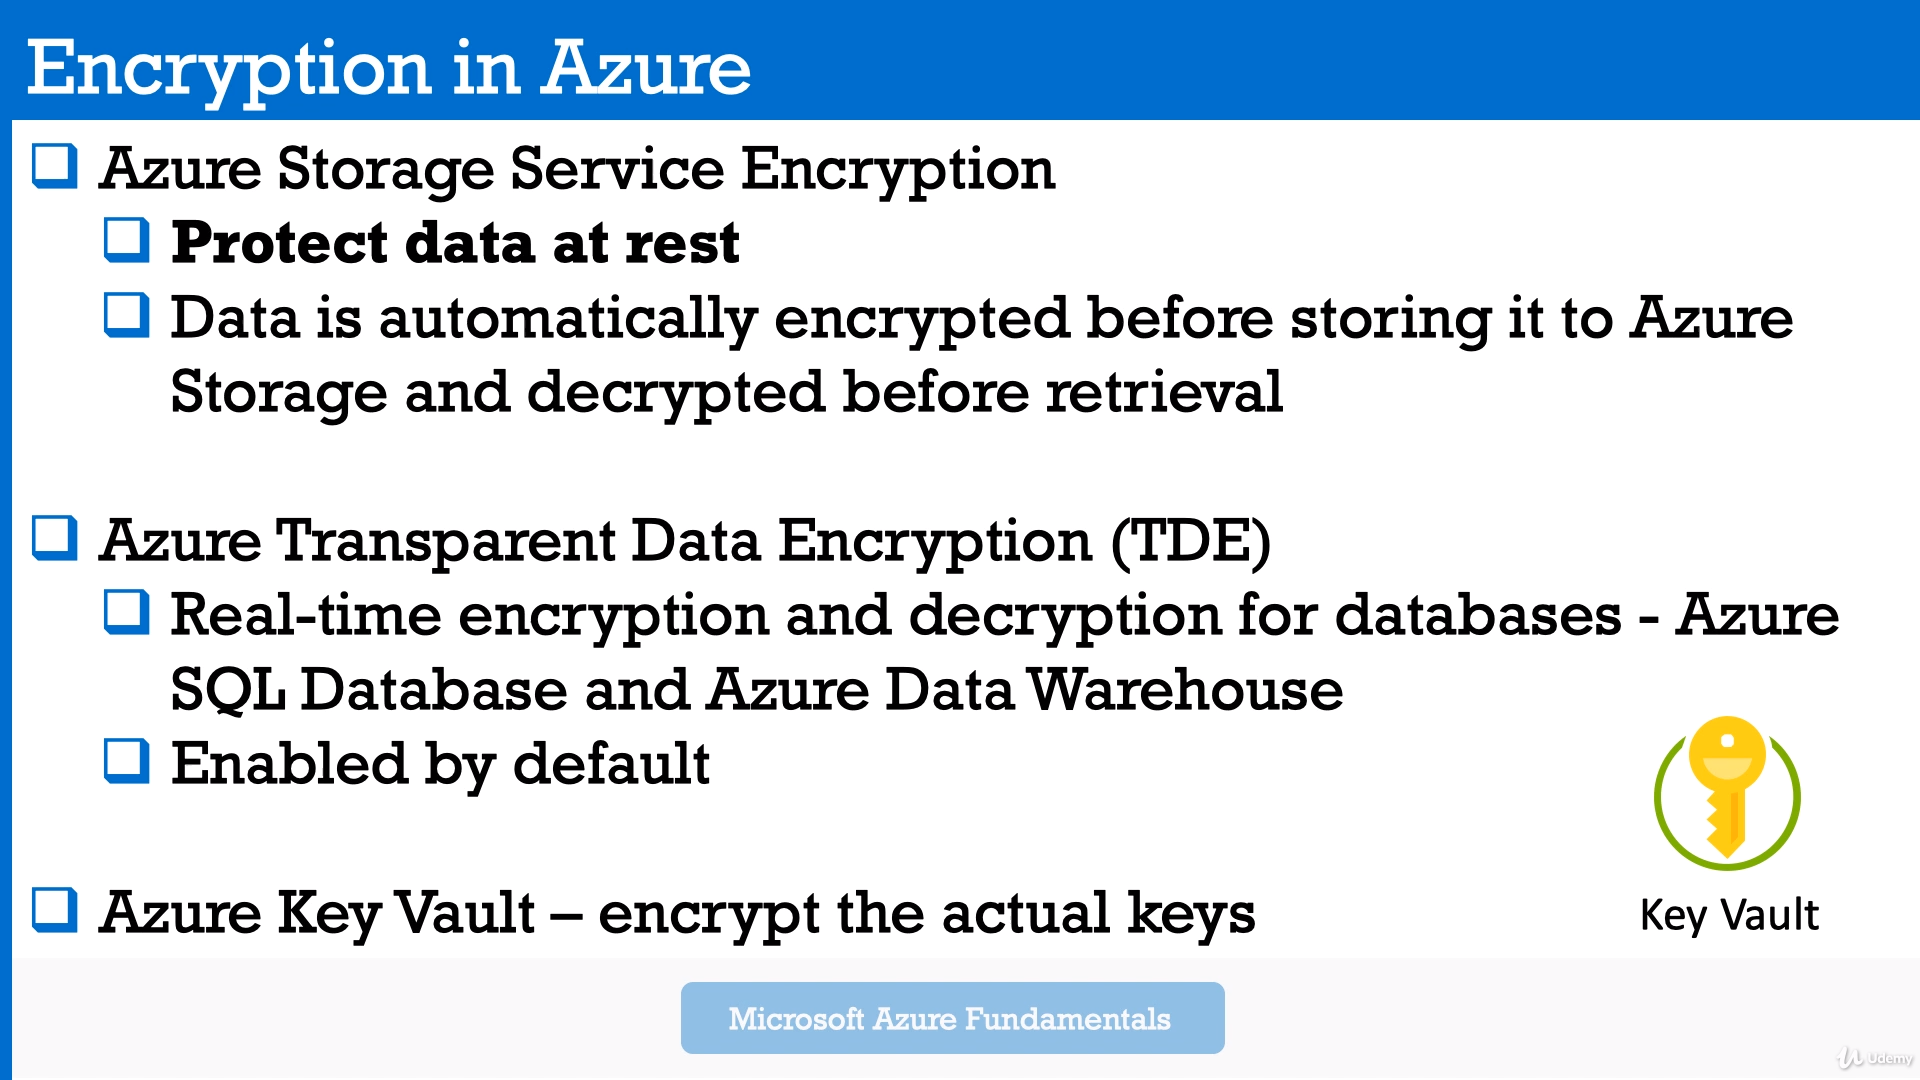 Encryption in Azure
Azure Storage Service Encryption
Protect data at rest
Data is automatically encrypted before storing it to Azure
Storage and decrypted before retrieval
Azure Transparent Data Encryption (TDE)
Real-time encryption and decryption for databases - Azure
SQL Database and Azure Data Warehouse
Enabled by default
Azure Key Vault – encrypt the actual keys
Key Vault
Microsoft Azure Fundamentals
Udemy